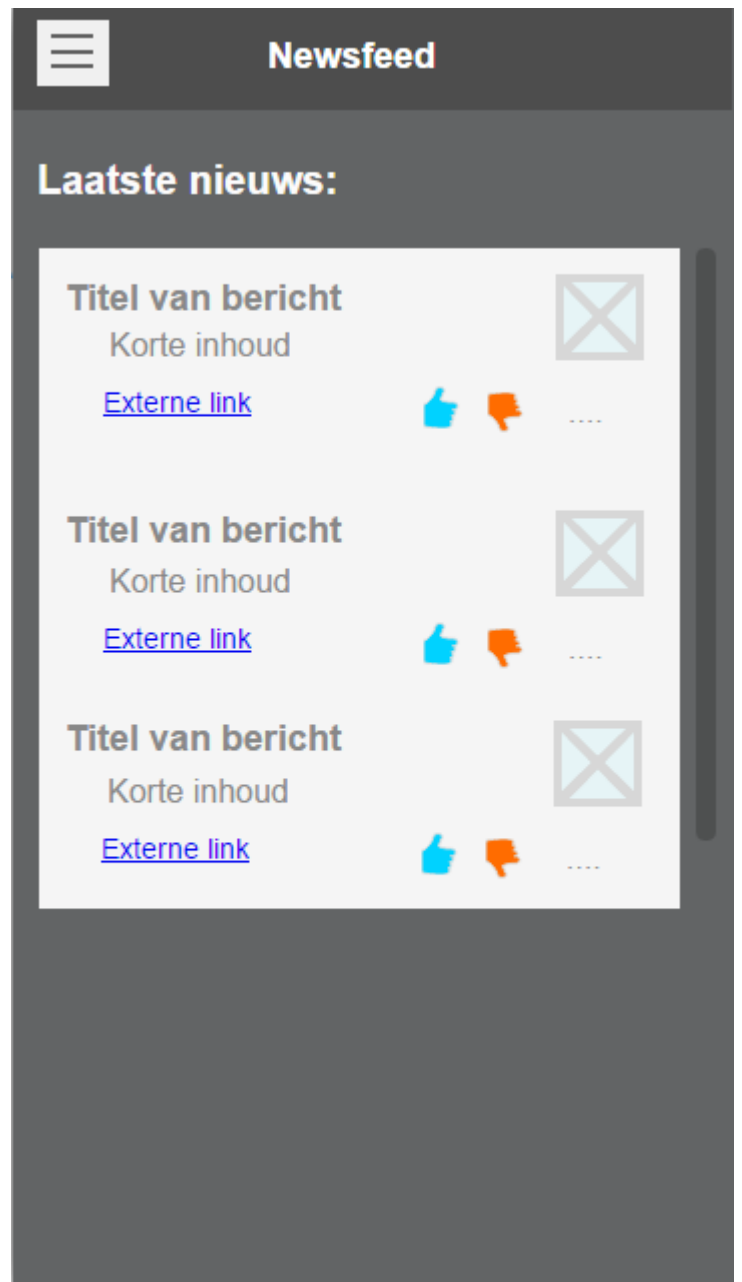 Newsfeed
Laatste nieuws:
Titel van bericht
Korte inhoud
Externe link
....
Titel van bericht
Korte inhoud
Externe link
....
Titel van bericht
Korte inhoud
Externe link
....